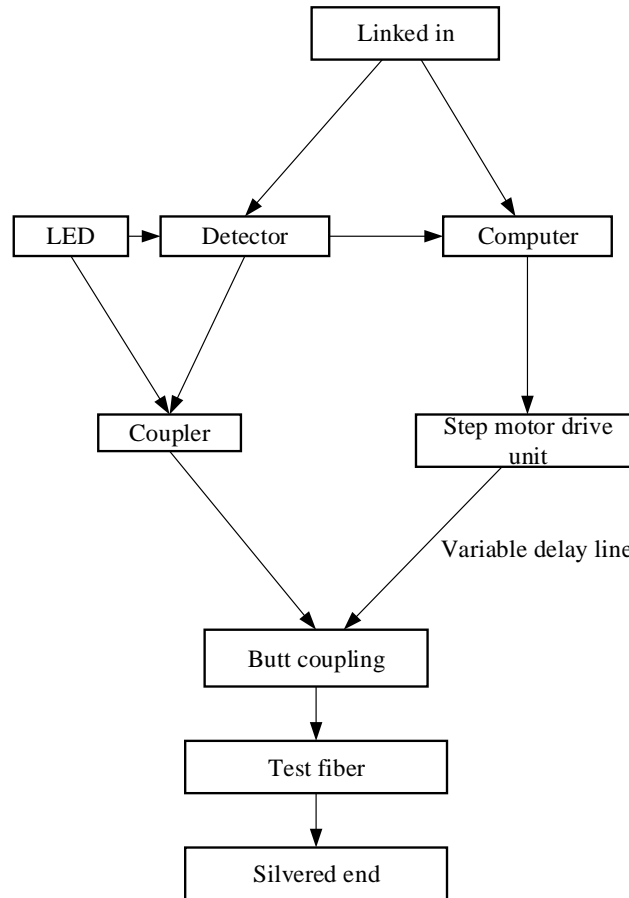 Linked in
LED
Detector
Computer
Coupler
Step motor drive
unit
Variable delay line
Butt coupling
Test fiber
Silvered end